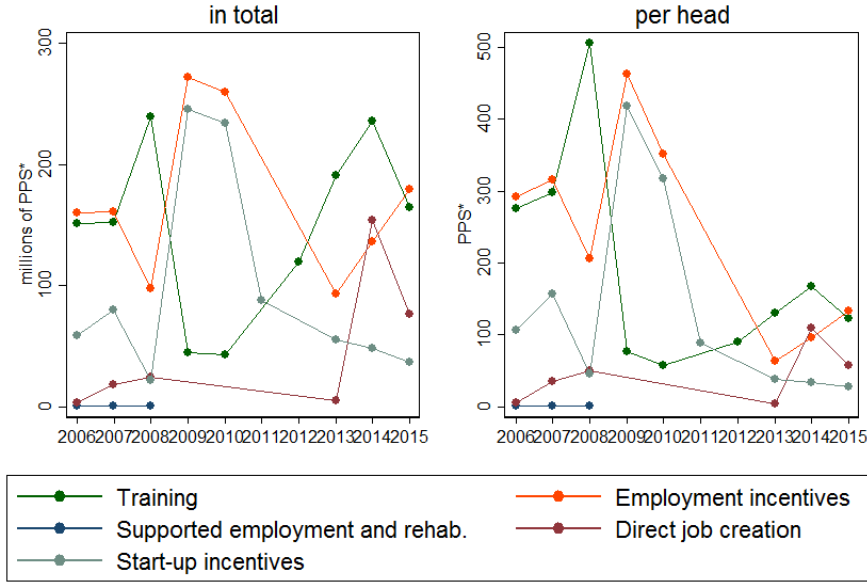 in total
per head
millions of PPS*
300
200
100
0
2006 2007 2008 2009 2010 2011 2012 2013 2014 2015
PPS*
500
400
300
200
100
0
2006 2007 2008 2009 2010 2011 2012 2013 2014 2015
Training
Employment incentives
Supported employment and rehab.
Direct job creation
Start-up incentives